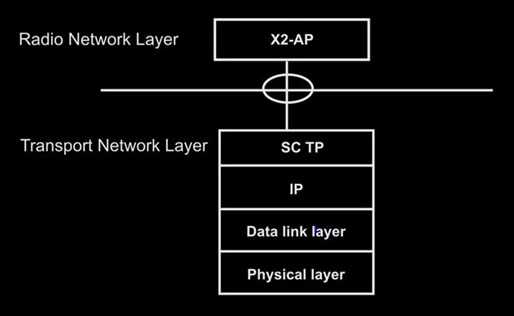 Radio Network Layer
X2-AP
Transport Network Layer
SC TP
IP
Data link layer
Physical layer